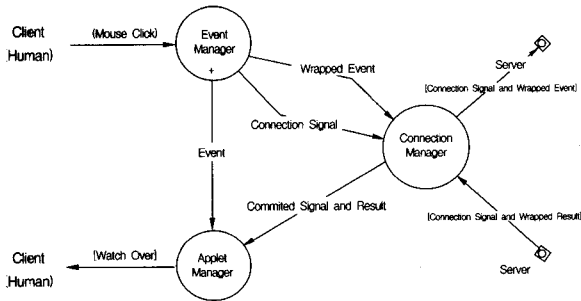 Client
(Human)
(Mouse Click)
Event
Manager
+
Wrapped Event
Server
[Connection Signal and Wrapped Event]
Connection Signal
Connection
Manager
Event
Commited Signal and Result
[Connection Signal and Wrapped Result]
Client
(Human)
[Watch Over]
Applet
Manager
Server